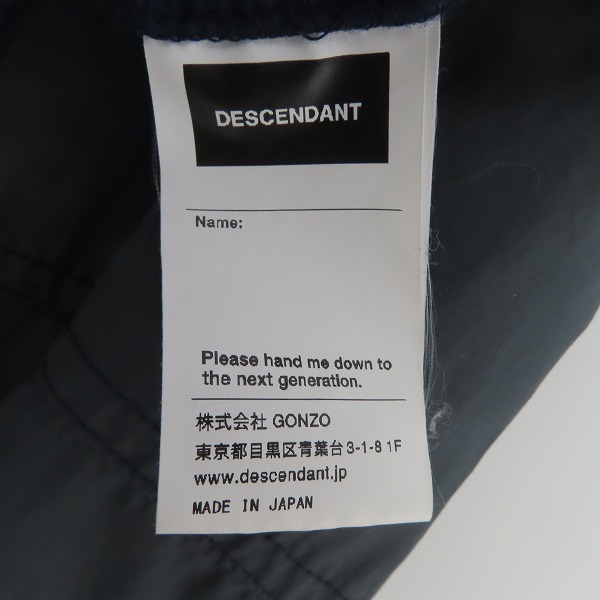 DESCENDANT
Name:
Please hand me down to
the next generation.
株式会社 GONZO
東京都目黒区青葉台3-1-8 1F
www.descendant.jp
MADE IN JAPAN